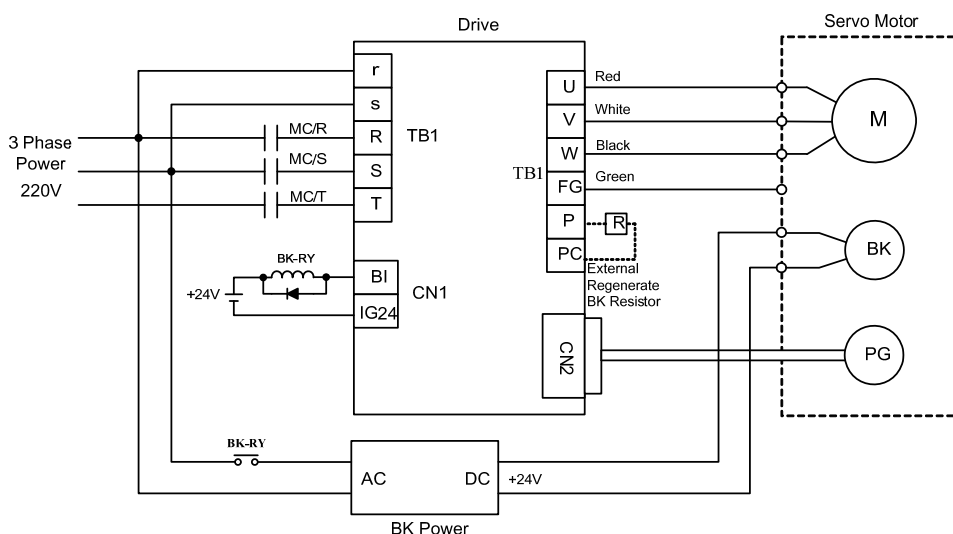 Servo Motor
Drive
r
s
R
S
T
TB1
3 Phase
Power
220V
MC/R
MC/S
MC/T
U
V
W
FG
P
PC
TB1
Red
White
Black
Green
R
External
Regenerate
BK Resistor
M
BK
PG
BK-RY
+24V
BI
IG24
CN1
CN2
BK-RY
AC
DC
+24V
BK Power